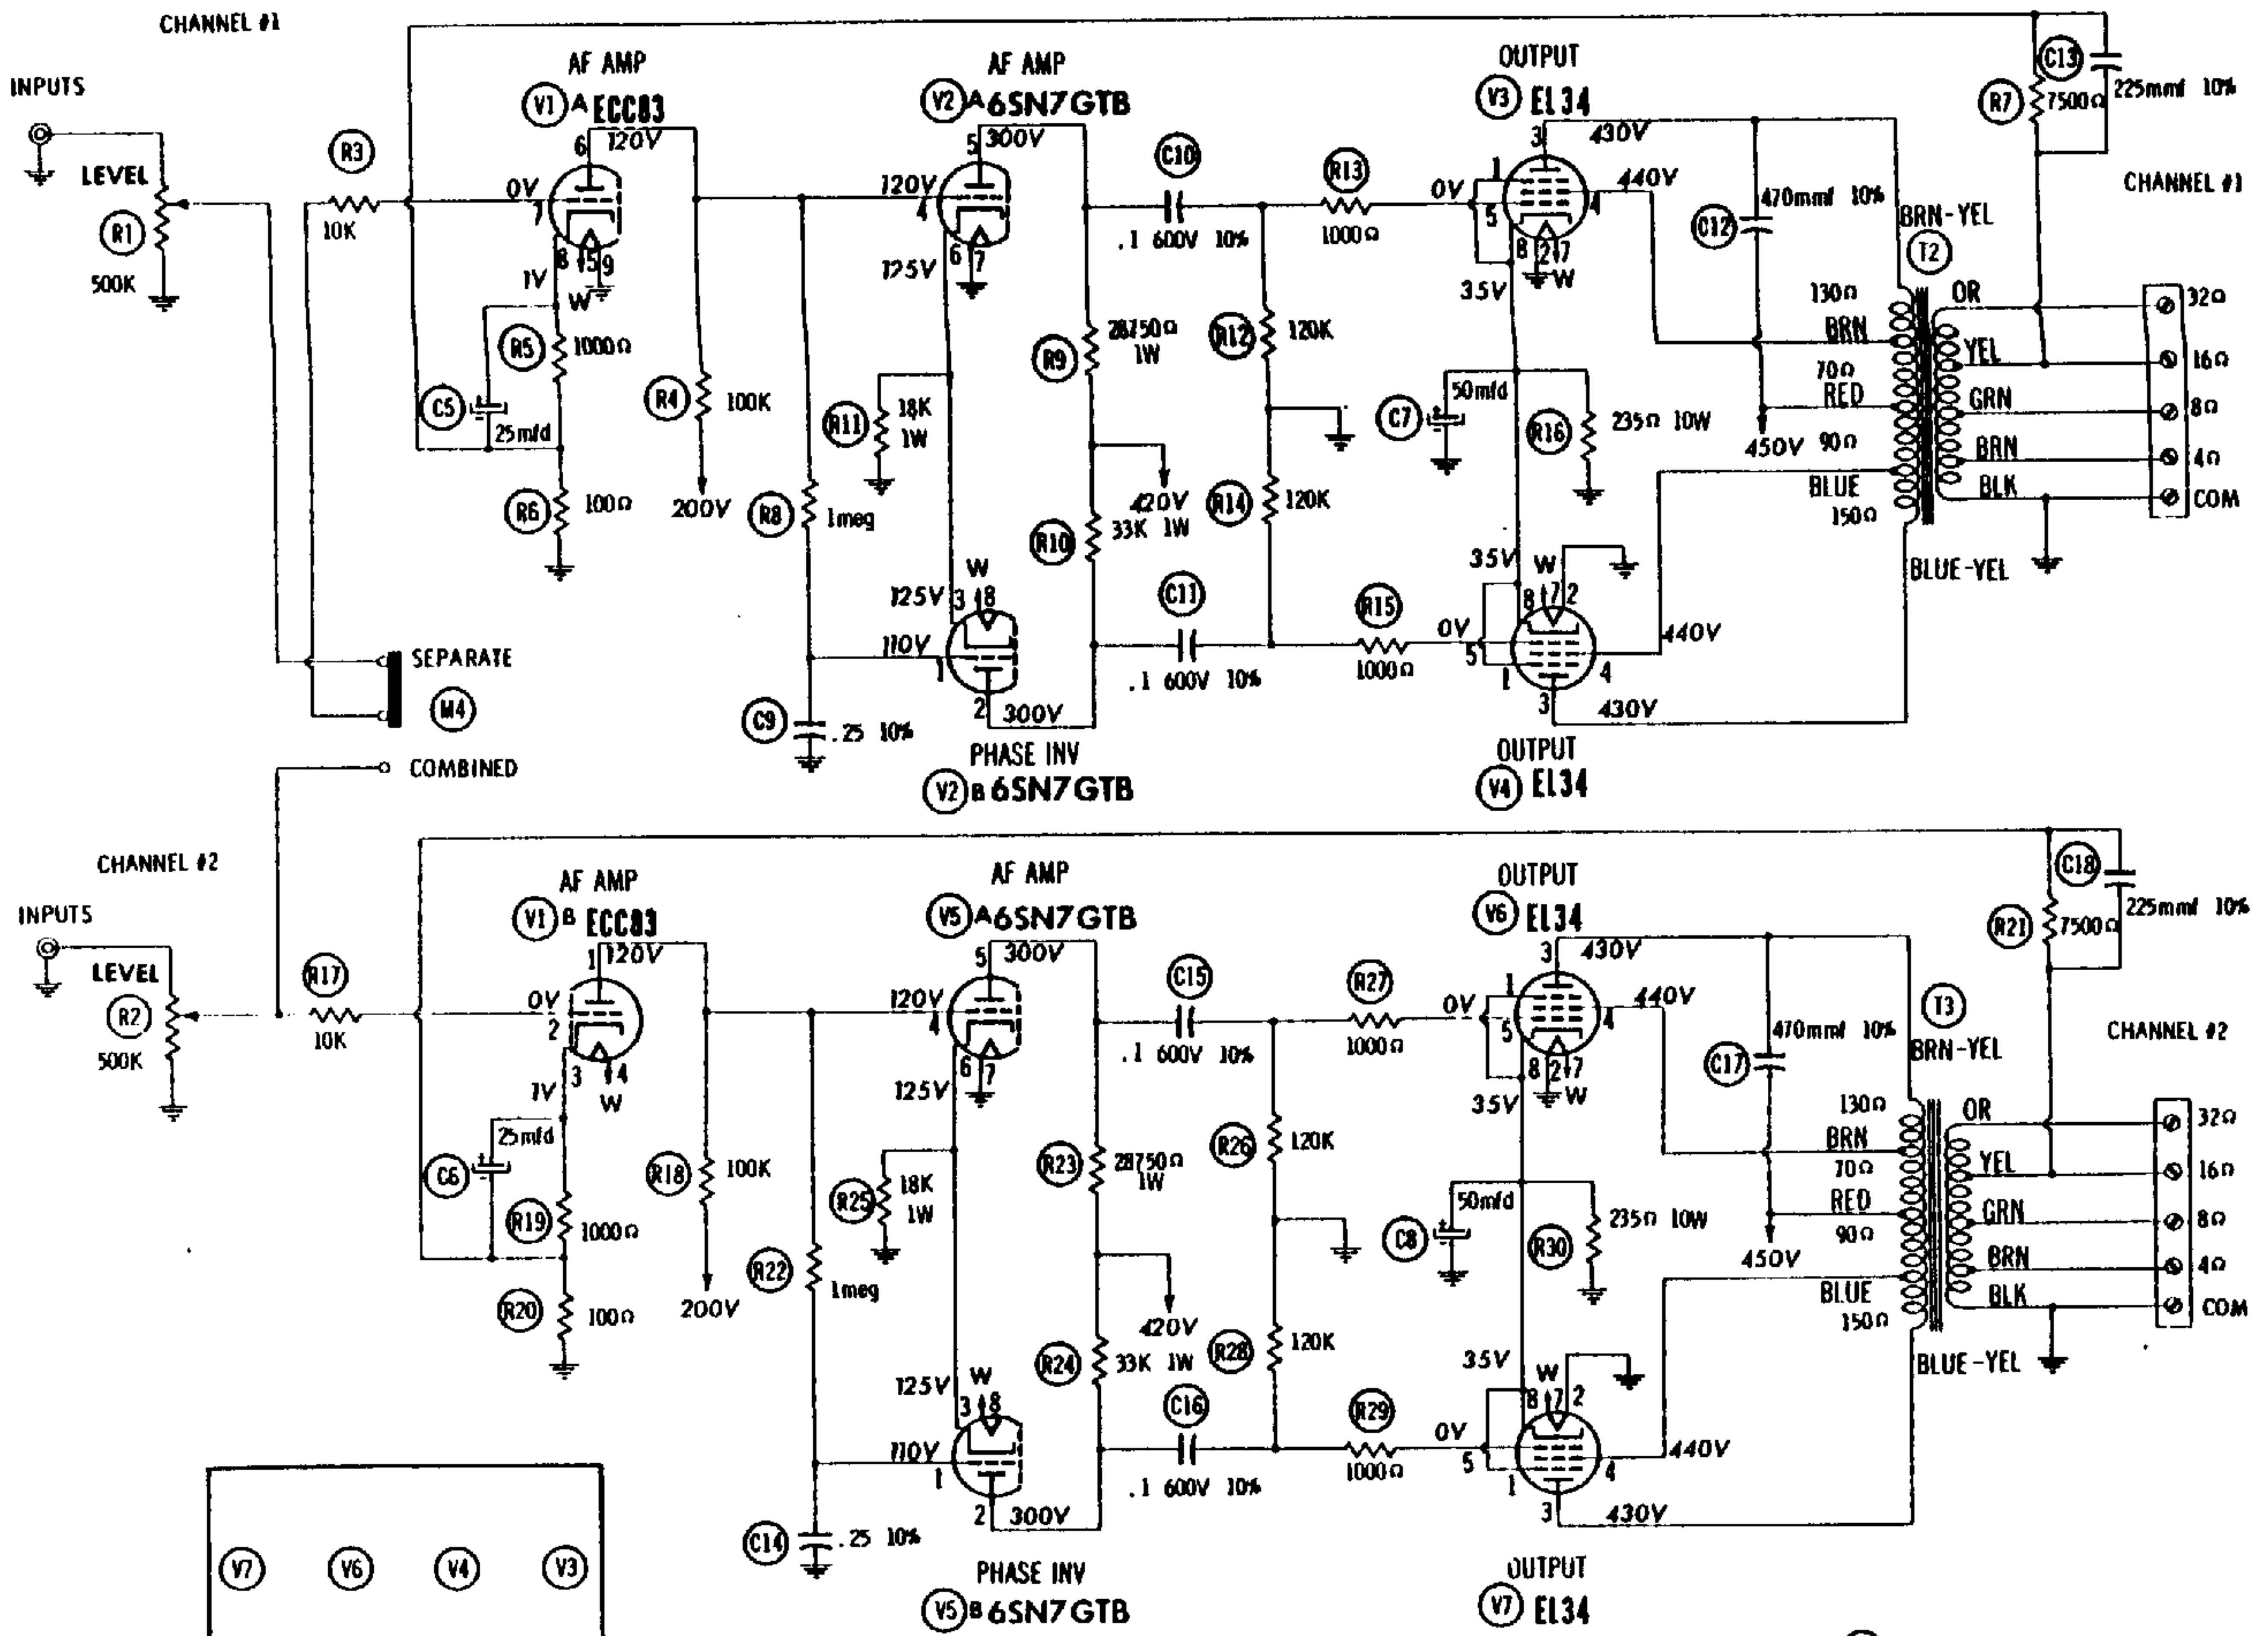 CHANNEL #1
INPUTS
LEVEL
R1
500K
R3
10K
AF AMP
V1 A ECC83
6
120V
0V
7
8
5
9
1V
W
R5
1000Ω
C5
25mfd
R6
100Ω
R4
100K
200V
SEPARATE
M4
COMBINED
AF AMP
V2 A 6SN7GTB
5
300V
120V
4
6
7
125V
R11
18K
1W
R8
1meg
R9
28750Ω
1W
420V
R10
33K 1W
W
125V
3
8
110V
1
2
300V
C9
.25 10%
PHASE INV
V2 B 6SN7GTB
C10
.1 600V 10%
R13
1000Ω
R12
120K
R14
120K
C11
.1 600V 10%
R15
1000Ω
OUTPUT
V3 EL34
3
430V
1
0V
5
4
440V
8
2
7
W
35V
C7
50mfd
R16
235Ω 10W
35V
W
8
7
2
0V
5
1
4
440V
3
430V
OUTPUT
V4 EL34
C12
470mmf 10%
BRN-YEL
T2
130Ω
BRN
70Ω
RED
450V
90Ω
BLUE
150Ω
BLUE-YEL
C13
225mmf 10%
R7
7500Ω
CHANNEL #1
OR
32Ω
YEL
16Ω
GRN
8Ω
BRN
4Ω
BLK
COM
CHANNEL #2
INPUTS
LEVEL
R2
500K
R17
10K
AF AMP
V1 B ECC83
1
120V
0V
2
3
4
1V
W
C6
25mfd
R19
1000Ω
R20
100Ω
R18
100K
200V
AF AMP
V5 A 6SN7GTB
5
300V
120V
4
6
7
125V
R25
18K
1W
R22
1meg
R23
28750Ω
1W
420V
R24
33K 1W
W
125V
3
8
110V
1
2
300V
C14
.25 10%
PHASE INV
V5 B 6SN7GTB
C15
.1 600V 10%
R27
1000Ω
R26
120K
R28
120K
C16
.1 600V 10%
R29
1000Ω
OUTPUT
V6 EL34
3
430V
1
0V
5
4
440V
8
2
7
W
35V
C8
50mfd
R30
235Ω 10W
35V
W
8
7
2
0V
5
1
4
440V
3
430V
OUTPUT
V7 EL34
C17
470mmf 10%
BRN-YEL
T3
130Ω
BRN
70Ω
RED
450V
90Ω
BLUE
150Ω
BLUE-YEL
C18
225mmf 10%
R21
7500Ω
CHANNEL #2
OR
32Ω
YEL
16Ω
GRN
8Ω
BRN
4Ω
BLK
COM
V7
V6
V4
V3